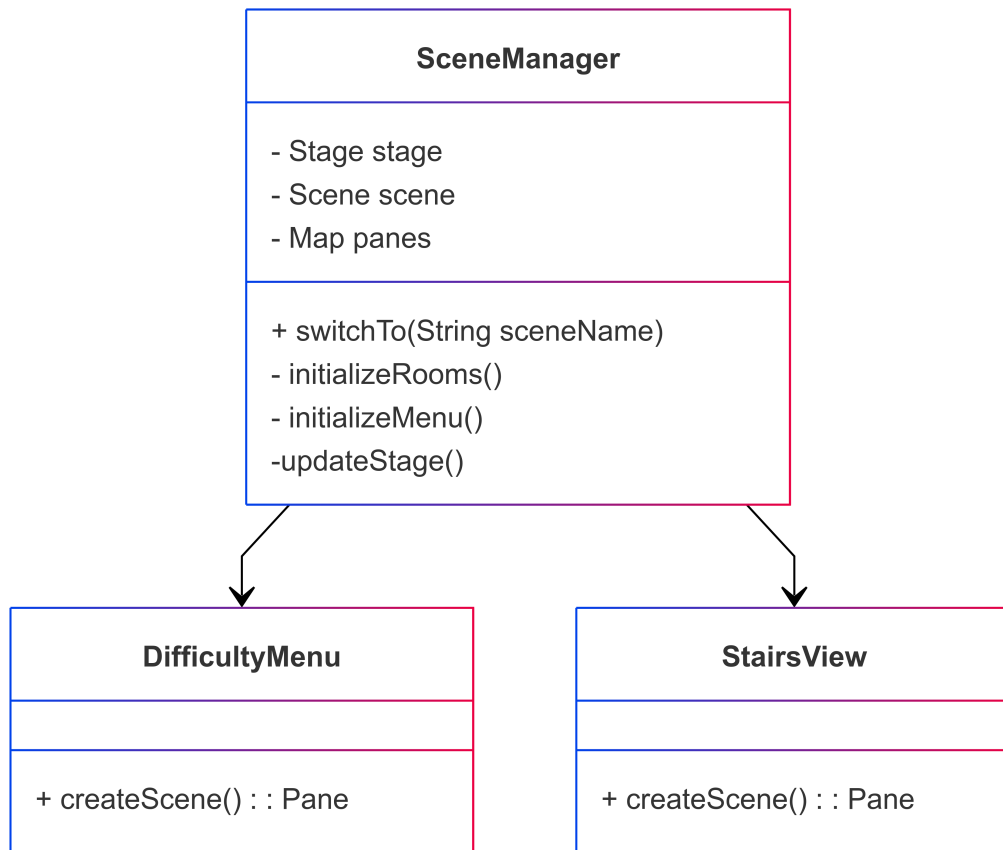 SceneManager
- Stage stage
- Scene scene
- Map panes
+ switchTo(String sceneName)
- initializeRooms()
- initializeMenu()
-updateStage()
DifficultyMenu
+ createScene() : : Pane
StairsView
+ createScene() : : Pane